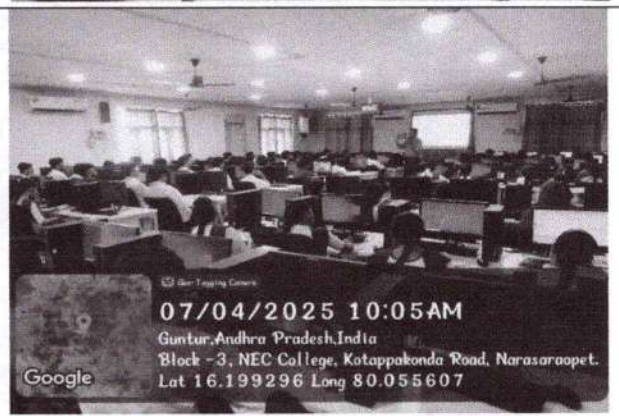 Geo-Tagging Camera
07/04/2025 10:05AM
Guntur,Andhra Pradesh,India
Block -3, NEC College, Kotappakonda Road, Narasaraopet.
Lat 16.199296 Long 80.055607
Google